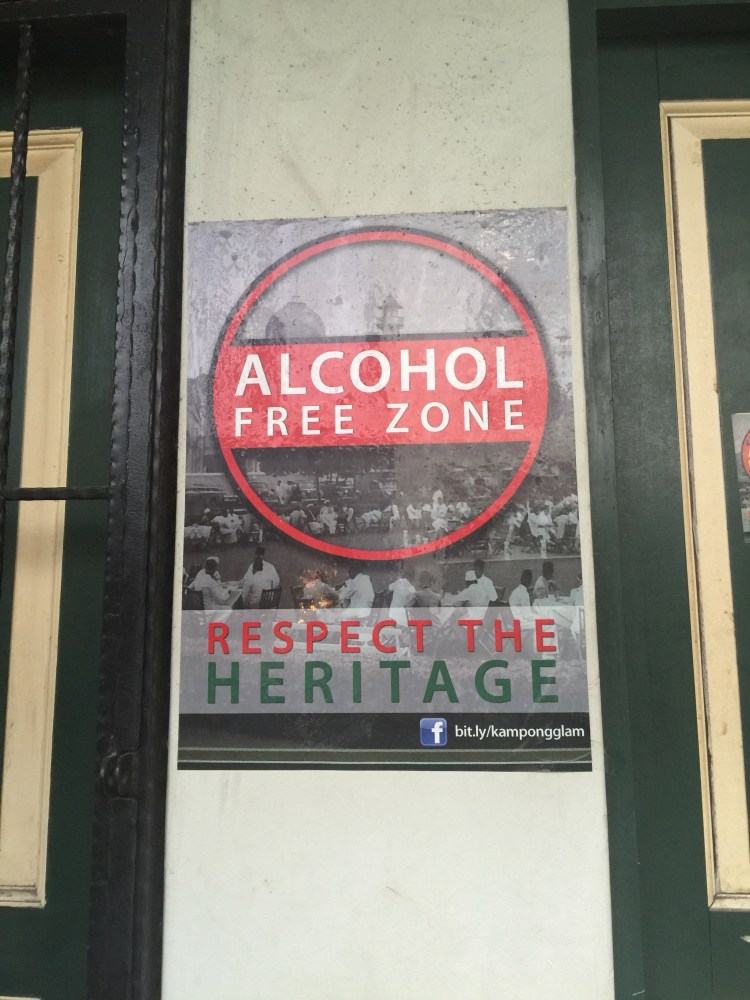 ALCOHOL
FREE ZONE
RESPECT THE
HERITAGE
f bit.ly/kampongglam